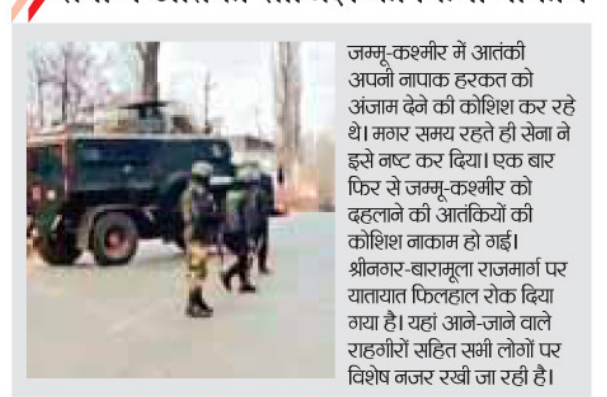 जम्मू-कश्मीर में आतंकी
अपनी नापाक हरकत को
अंजाम देने की कोशिश कर रहे
थे। मगर समय रहते ही सेना ने
इसे नष्ट कर दिया। एक बार
फिर से जम्मू-कश्मीर को
दहलाने की आतंकियों की
कोशिश नाकाम हो गई।
श्रीनगर-बारामूला राजमार्ग पर
यातायात फिलहाल रोक दिया
गया है। यहां आने-जाने वाले
राहगीरों सहित सभी लोगों पर
विशेष नजर रखी जा रही है।